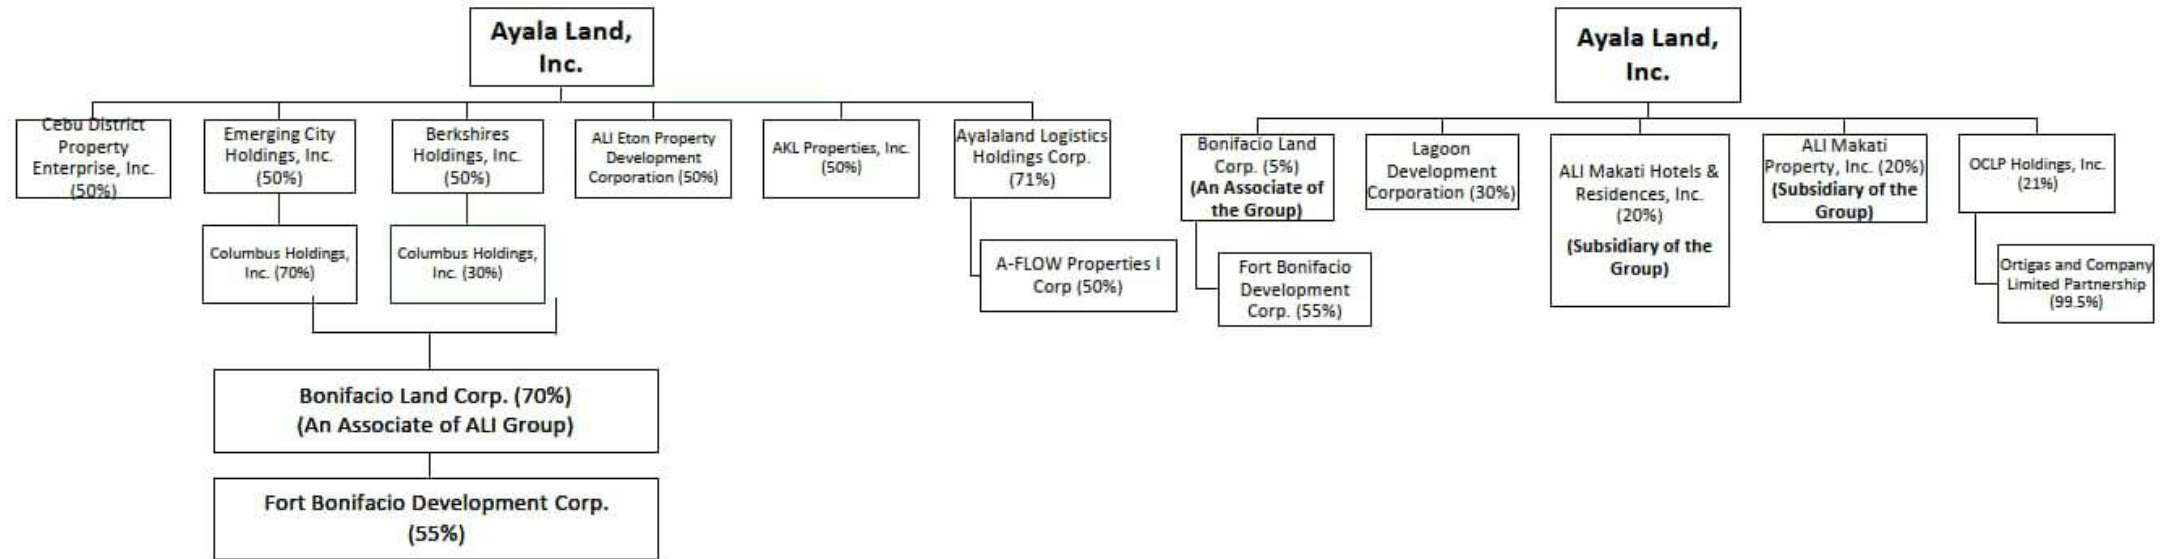 Ayala Land,
Inc.
Cebu District
Property
Enterprise, Inc.
(50%)
Emerging City
Holdings, Inc.
(50%)
Berkshires
Holdings, Inc.
(50%)
ALI Eton Property
Development
Corporation (50%)
AKL Properties, Inc.
(50%)
Ayalaland Logistics
Holdings Corp.
(71%)
Columbus Holdings,
Inc. (70%)
Columbus Holdings,
Inc. (30%)
A-FLOW Properties I
Corp (50%)
Bonifacio Land Corp. (70%)
(An Associate of ALI Group)
Fort Bonifacio Development Corp.
(55%)
Ayala Land,
Inc.
Bonifacio Land
Corp. (5%)
(An Associate of
the Group)
Lagoon
Development
Corporation (30%)
ALI Makati Hotels &
Residences, Inc.
(20%)
(Subsidiary of the
Group)
ALI Makati
Property, Inc. (20%)
(Subsidiary of the
Group)
OCLP Holdings, Inc.
(21%)
Fort Bonifacio
Development
Corp. (55%)
Ortigas and Company
Limited Partnership
(99.5%)